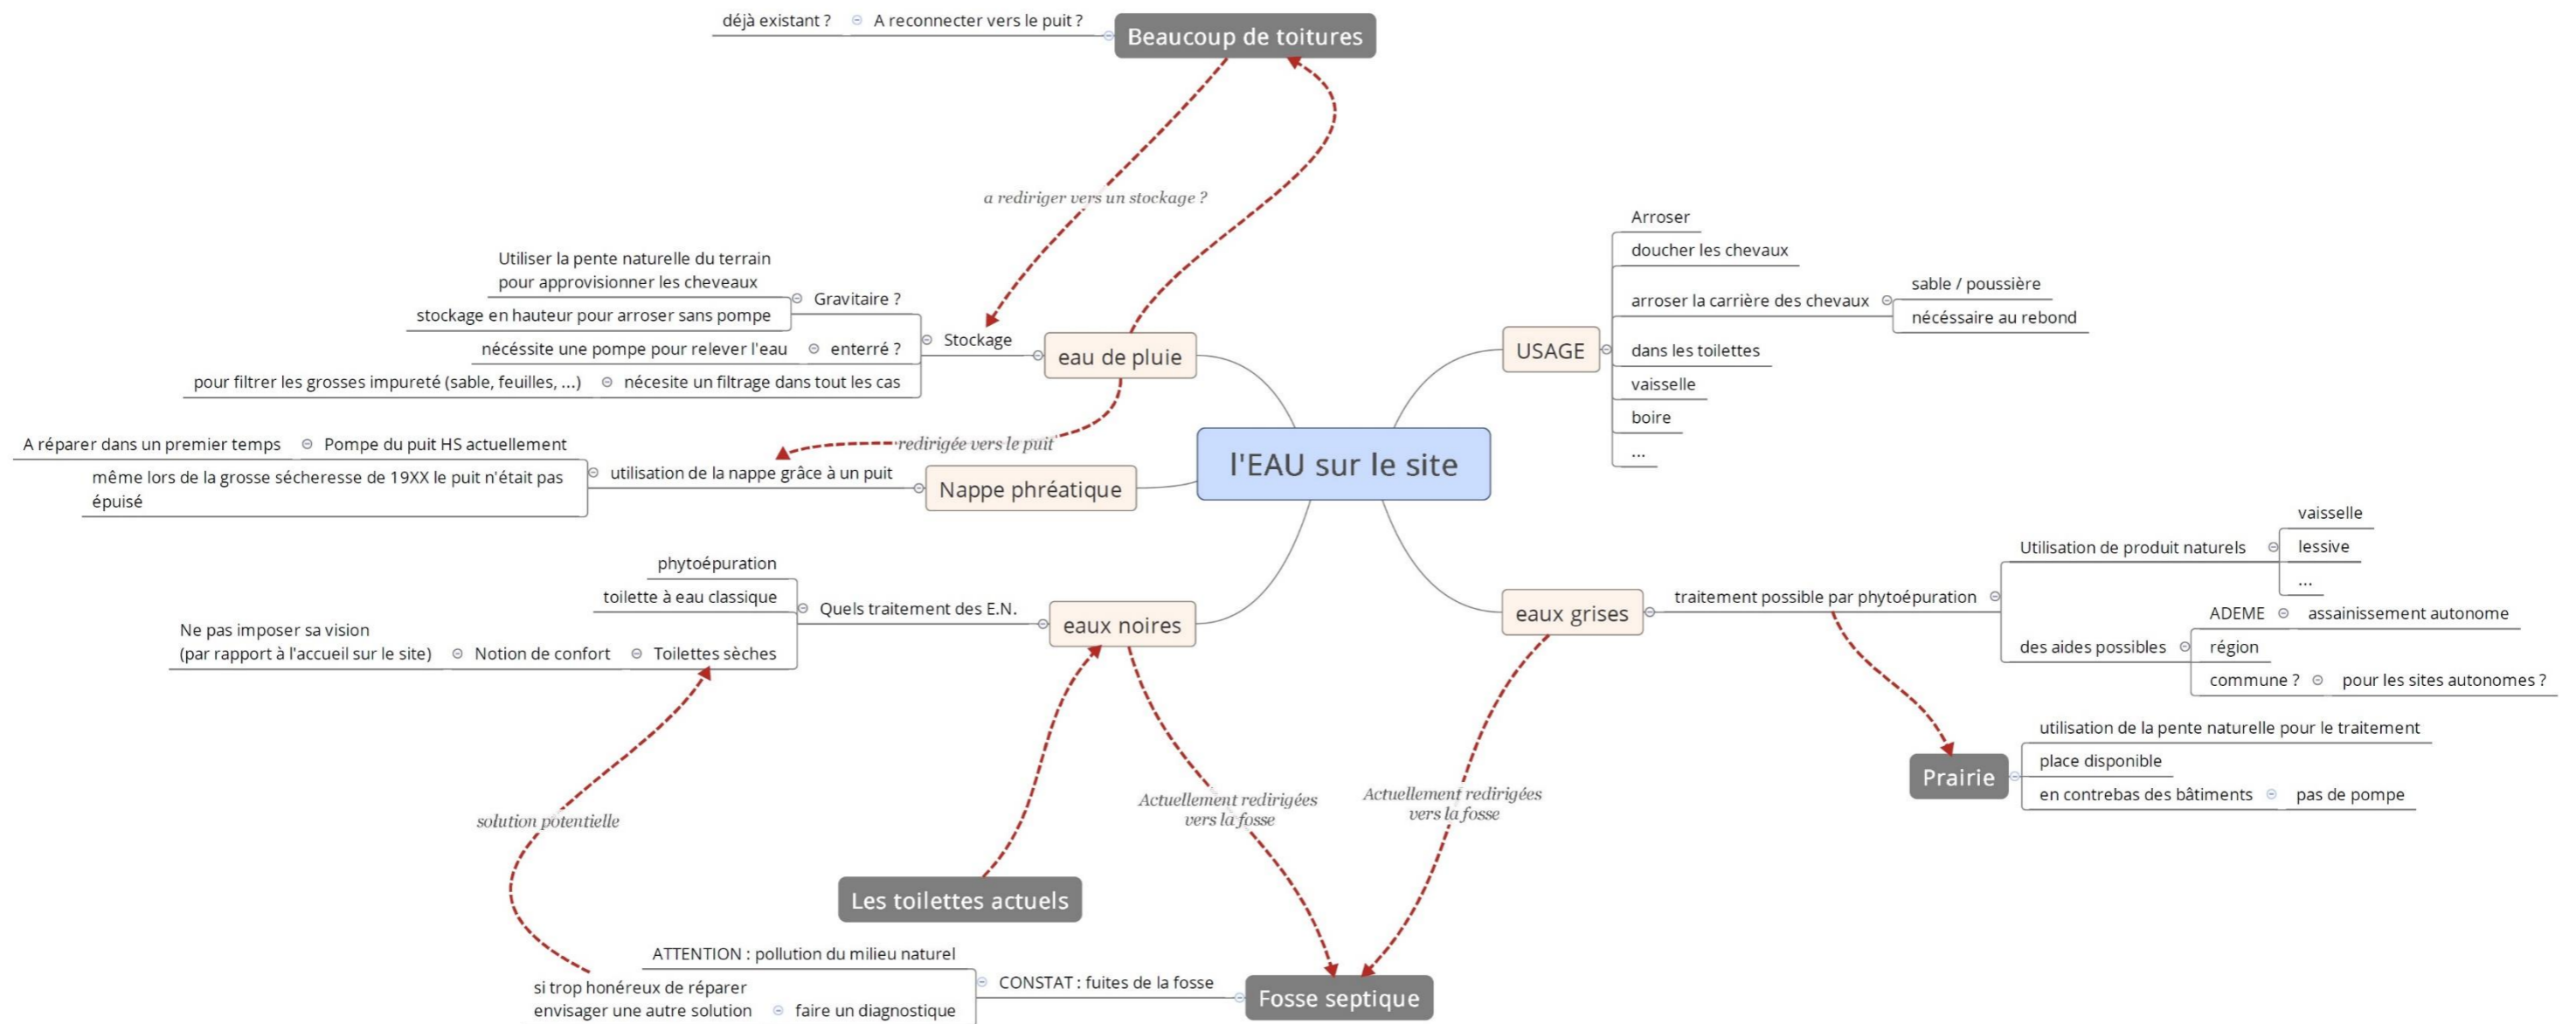 déjà existant ?
A reconnecter vers le puit ?
Beaucoup de toitures
a rediriger vers un stockage ?
Utiliser la pente naturelle du terrain
pour approvisionner les cheveaux
Gravitaire ?
stockage en hauteur pour arroser sans pompe
Stockage
nécéssite une pompe pour relever l'eau
enterré ?
pour filtrer les grosses impureté (sable, feuilles, ...)
nécesite un filtrage dans tout les cas
eau de pluie
redirigée vers le puit
A réparer dans un premier temps
Pompe du puit HS actuellement
même lors de la grosse sécheresse de 19XX le puit n'était pas
épuisé
utilisation de la nappe grâce à un puit
Nappe phréatique
l'EAU sur le site
USAGE
Arroser
doucher les chevaux
arroser la carrière des chevaux
sable / poussière
nécéssaire au rebond
dans les toilettes
vaisselle
boire
...
phytoépuration
toilette à eau classique
Ne pas imposer sa vision
(par rapport à l'accueil sur le site)
Notion de confort
Toilettes sèches
Quels traitement des E.N.
eaux noires
eaux grises
traitement possible par phytoépuration
Utilisation de produit naturels
vaisselle
lessive
...
des aides possibles
ADEME
assainissement autonome
région
commune ?
pour les sites autonomes ?
Prairie
utilisation de la pente naturelle pour le traitement
place disponible
en contrebas des bâtiments
pas de pompe
solution potentielle
Actuellement redirigées
vers la fosse
Actuellement redirigées
vers la fosse
Les toilettes actuels
ATTENTION : pollution du milieu naturel
si trop honéreux de réparer
envisager une autre solution
faire un diagnostique
CONSTAT : fuites de la fosse
Fosse septique